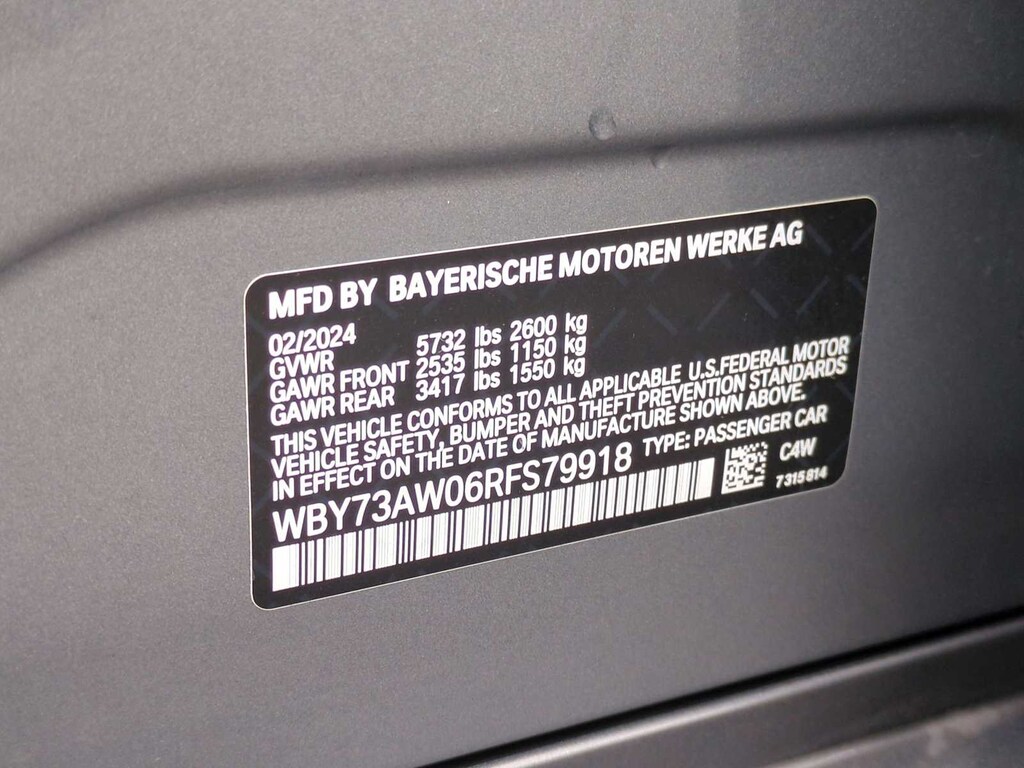 MFD BY BAYERISCHE MOTOREN WERKE AG
02/2024
GVWR 5732 lbs 2600 kg
GAWR FRONT 2535 lbs 1150 kg
GAWR REAR 3417 lbs 1550 kg
THIS VEHICLE CONFORMS TO ALL APPLICABLE U.S.FEDERAL MOTOR
VEHICLE SAFETY, BUMPER AND THEFT PREVENTION STANDARDS
IN EFFECT ON THE DATE OF MANUFACTURE SHOWN ABOVE.
WBY73AW06RFS79918 TYPE: PASSENGER CAR
C4W
7315814